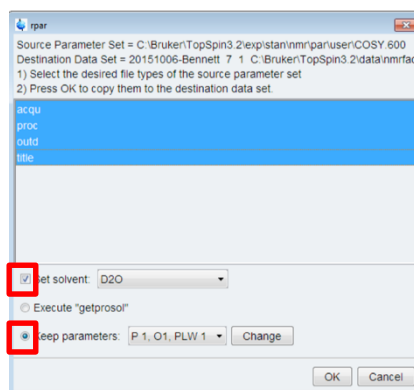 rpar
Source Parameter Set = C:\Bruker\TopSpin3.2\exp\stan\nmr\par\user\COSY.600
Destination Data Set = 20151006-Bennett 7 1 C:\Bruker\TopSpin3.2\data\nmrfac
1) Select the desired file types of the source parameter set
2) Press OK to copy them to the destination data set.
acqu
proc
outd
title
Set solvent: D2O
Execute "getprosol"
Keep parameters: P 1, O1, PLW 1 Change
OK Cancel